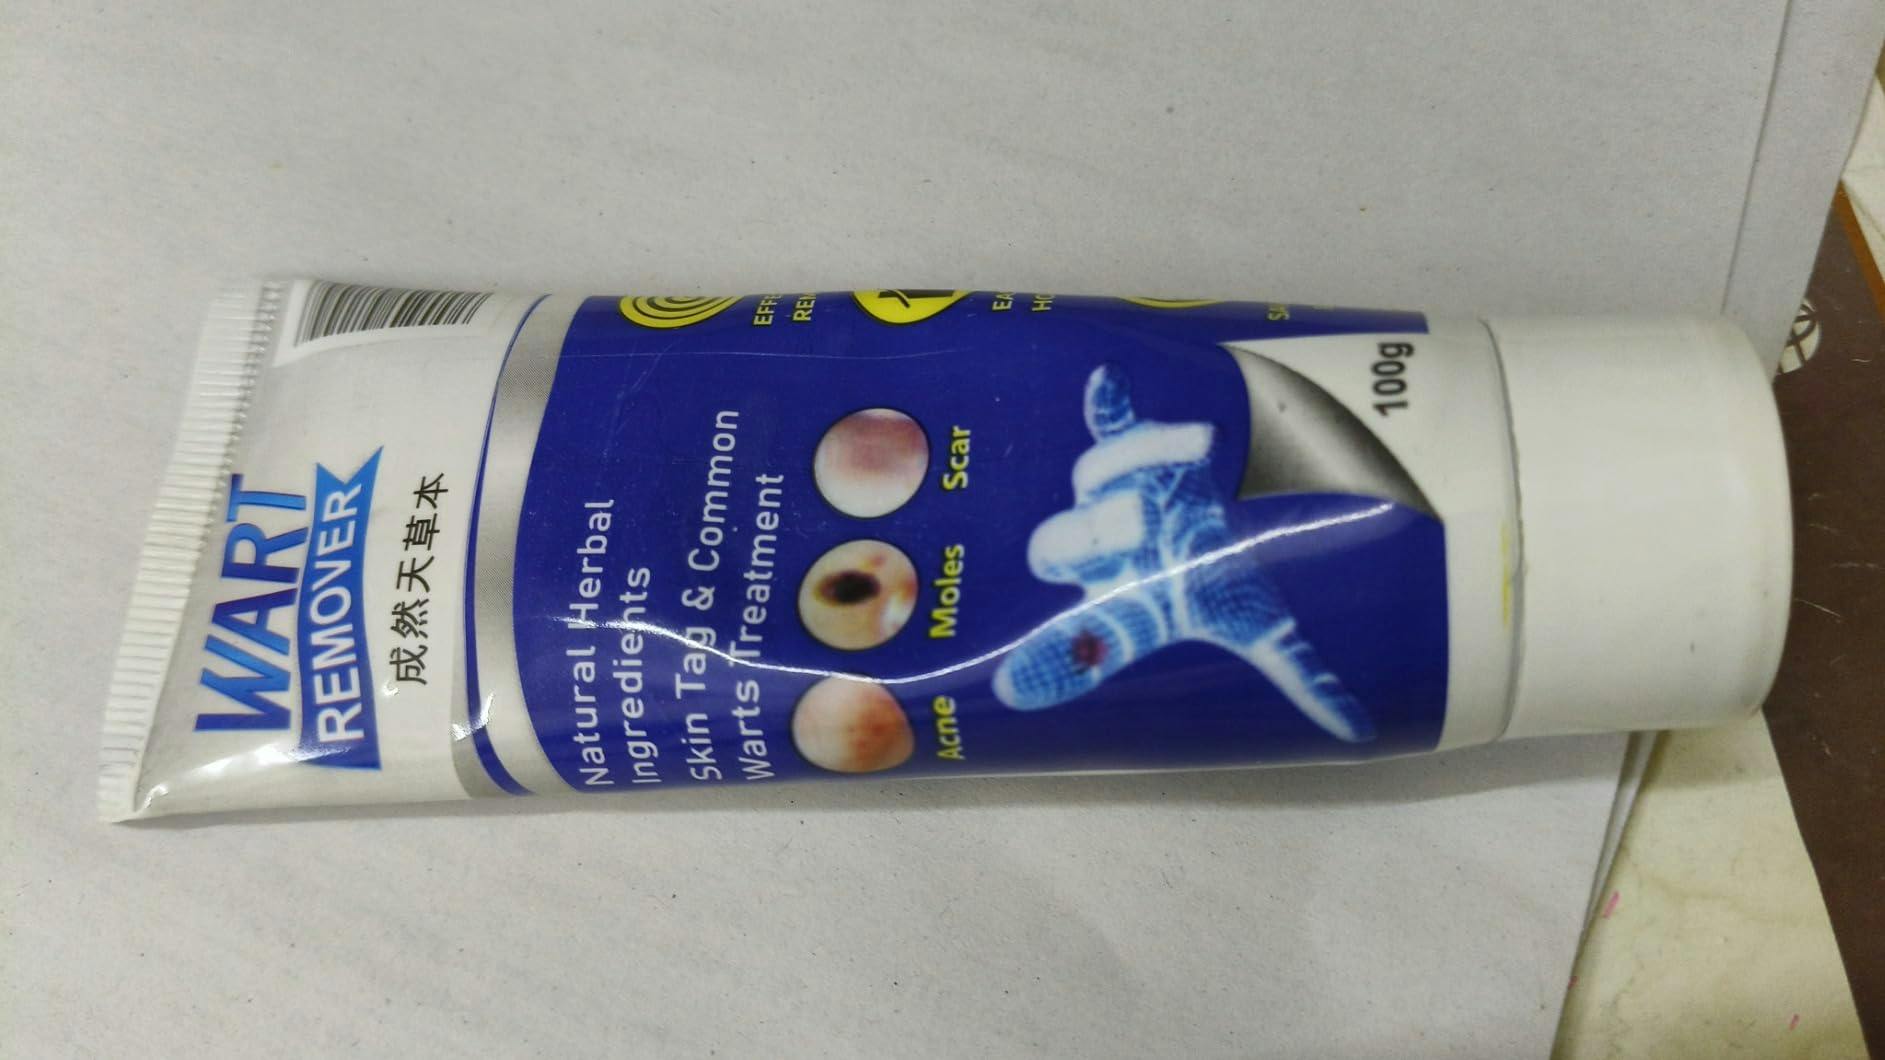 WART
REMOVER
成然天草本
Natural Herbal
Ingredients
Skin Tag & Common
Warts Treatment
Acne Moles Scar
100g